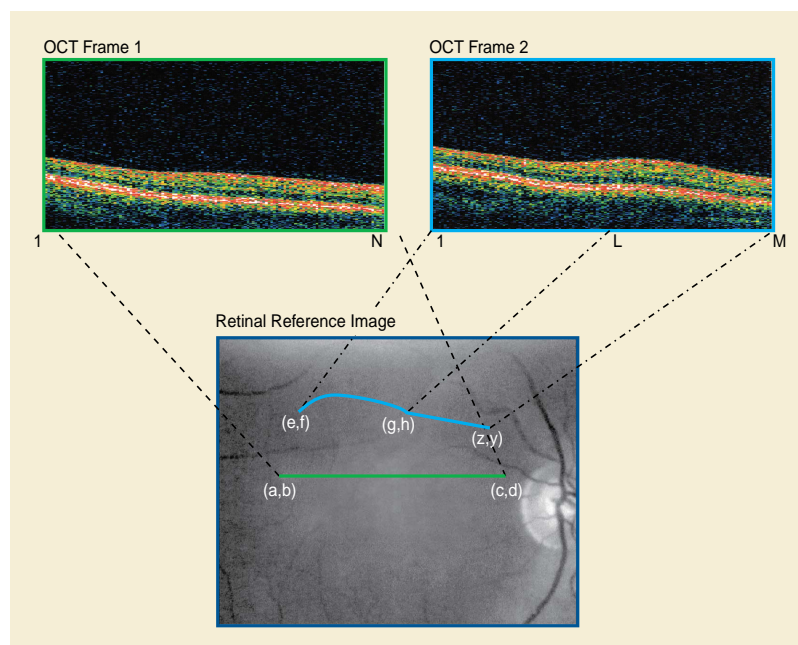 OCT Frame 1
OCT Frame 2
1
N
1
L
M
Retinal Reference Image
(e,f)
(g,h)
(z,y)
(a,b)
(c,d)